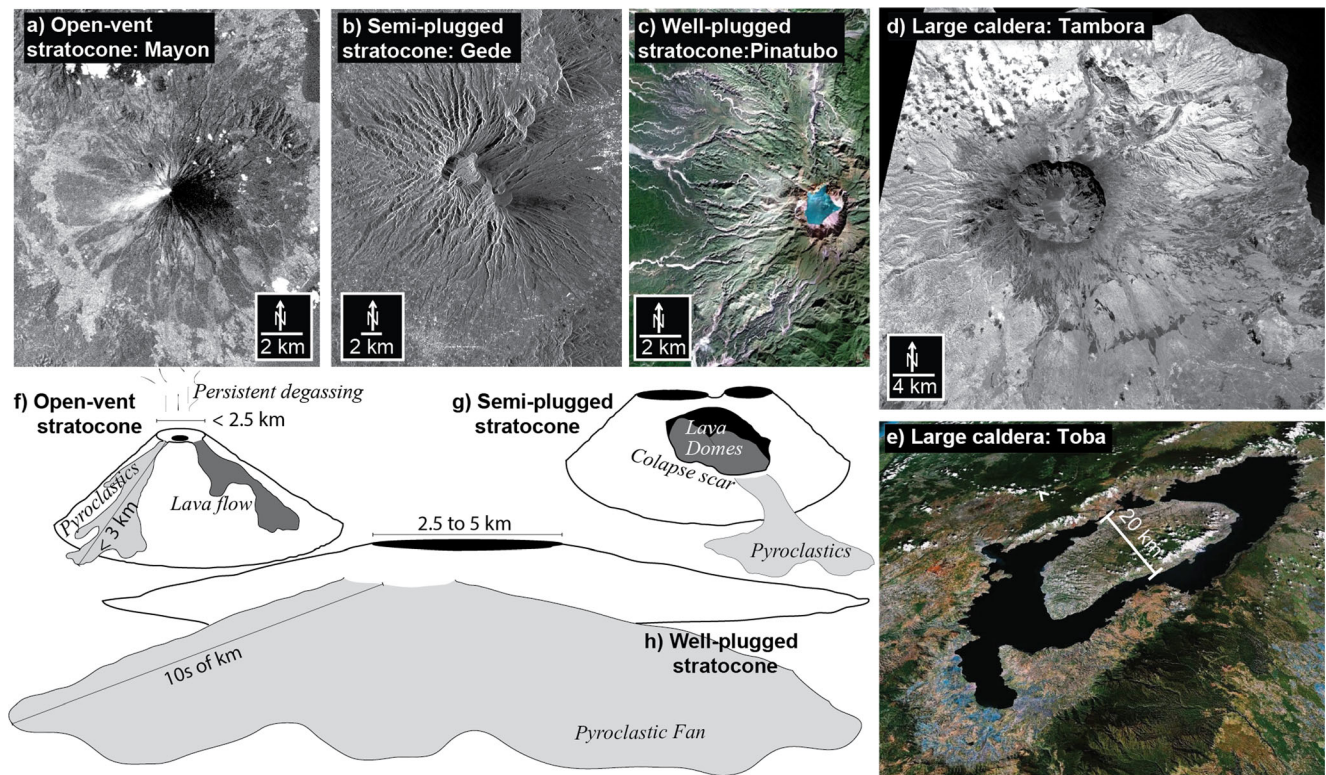 a) Open-vent
stratocone: Mayon
N
2 km
b) Semi-plugged
stratocone: Gede
N
2 km
c) Well-plugged
stratocone:Pinatubo
N
2 km
d) Large caldera: Tambora
N
4 km
e) Large caldera: Toba
20 km
f) Open-vent
stratocone
Persistent degassing
< 2.5 km
Pyroclastics
< 3 km
Lava flow
g) Semi-plugged
stratocone
Lava
Domes
Colapse scar
Pyroclastics
2.5 to 5 km
h) Well-plugged
stratocone
10s of km
Pyroclastic Fan